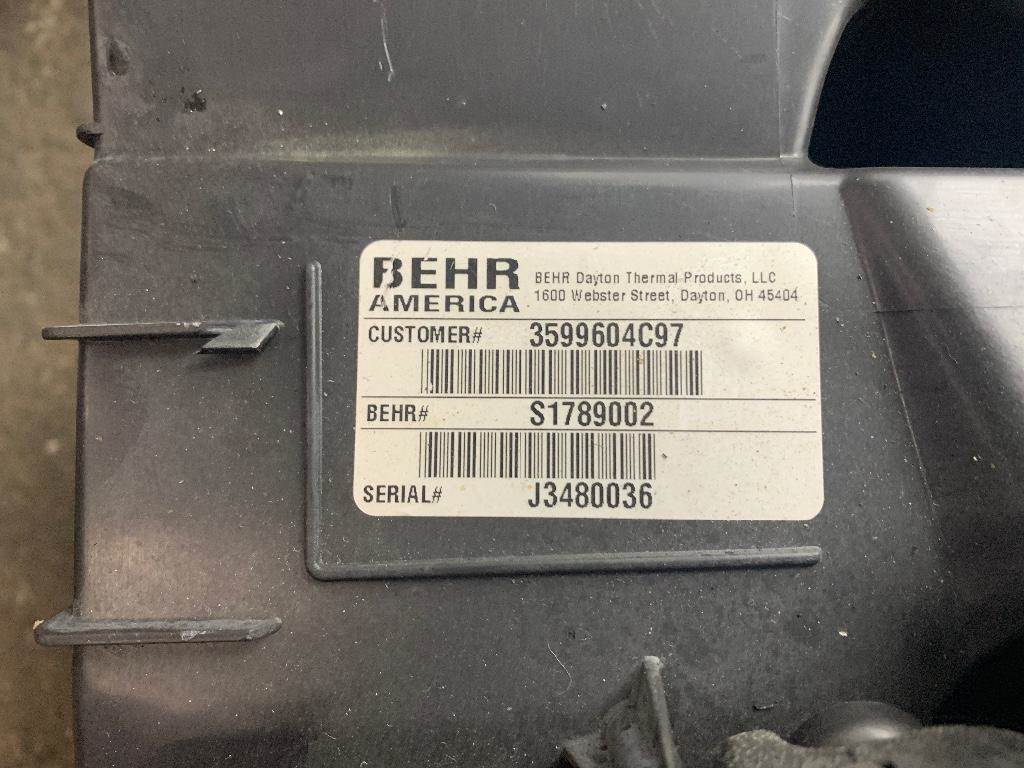 BEHR
AMERICA
BEHR Dayton Thermal Products, LLC
1600 Webster Street, Dayton, OH 45404
CUSTOMER# 3599604C97
BEHR# S1789002
SERIAL# J3480036